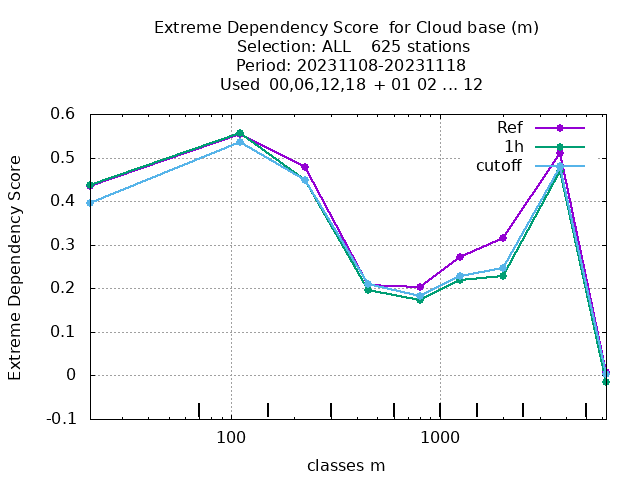 Extreme Dependency Score  for Cloud base (m)
Selection: ALL    625 stations
Period: 20231108-20231118
Used  00,06,12,18  + 01 02 ... 12
Extreme Dependency Score
0.6
0.5
0.4
0.3
0.2
0.1
0
-0.1
Ref
1h
cutoff
100
1000
classes m